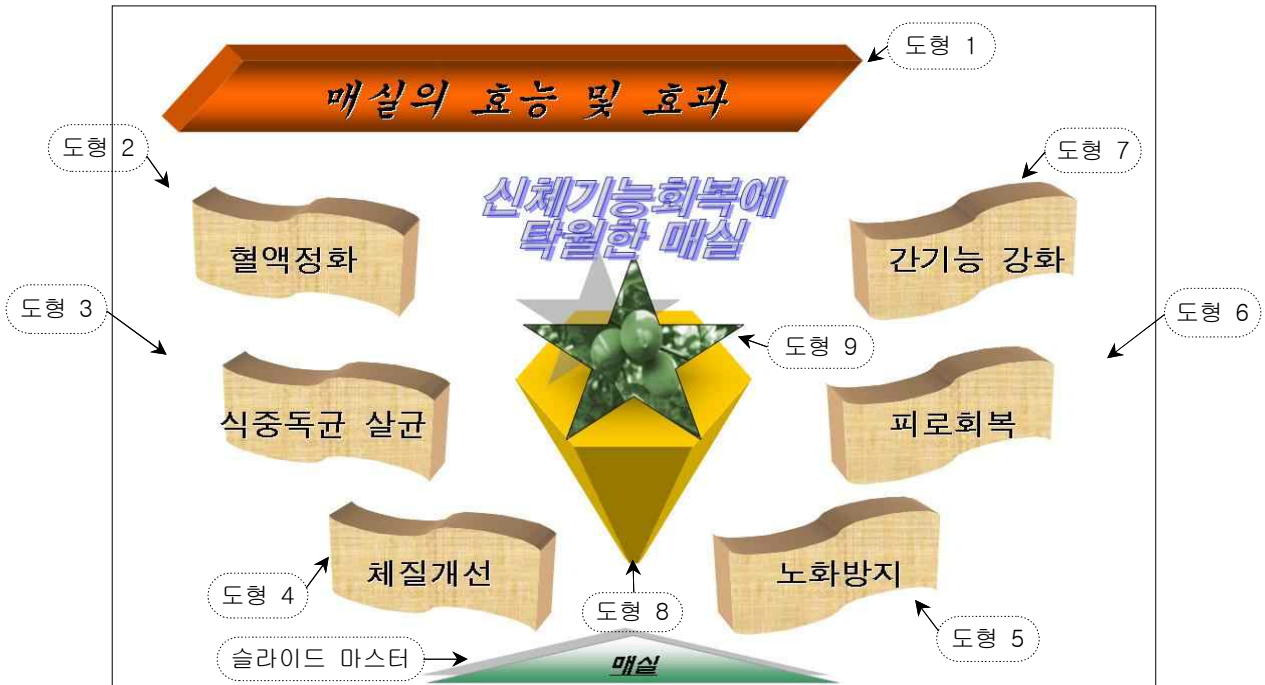 도형 1
매실의 효능 및 효과
도형 2
도형 7
신체기능회복에
탁월한 매실
혈액정화
간기능 강화
도형 3
도형 6
도형 9
식중독균 살균
피로회복
체질개선
노화방지
도형 4
도형 8
도형 5
슬라이드 마스터
매실